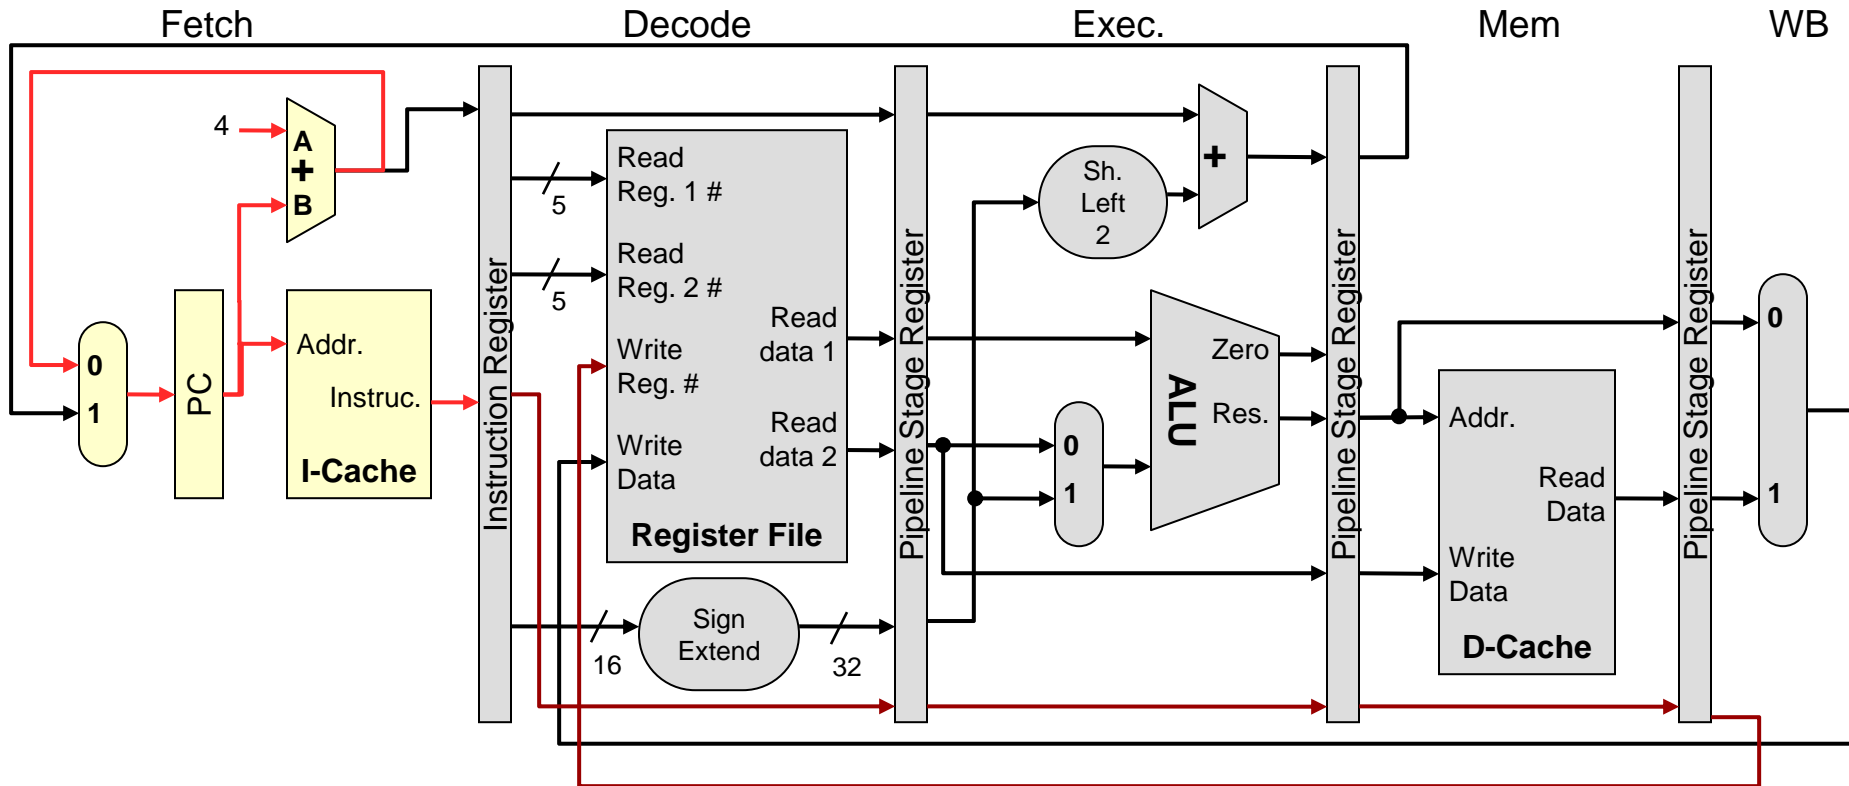 Fetch
Decode
Exec.
Mem
WB
4
A
+
B
0
1
PC
Addr.
Instruc.
I-Cache
Instruction Register
5
5
16
32
Read
Reg. 1 #
Read
Reg. 2 #
Write
Reg. #
Write
Data
Read
data 1
Read
data 2
Register File
Sign
Extend
Pipeline Stage Register
Sh.
Left
2
+
0
1
ALU
Zero
Res.
Pipeline Stage Register
Addr.
Read
Data
Write
Data
D-Cache
Pipeline Stage Register
0
1